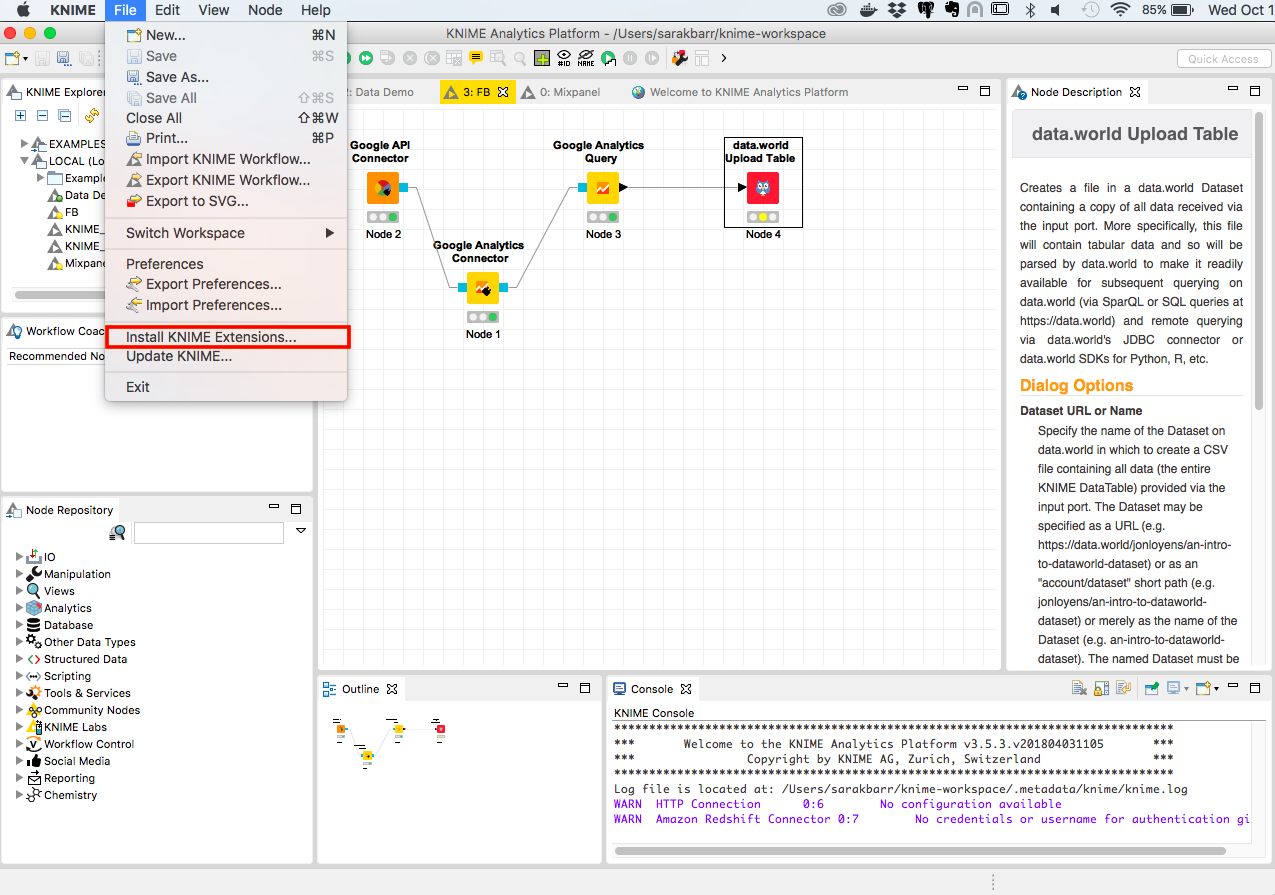 KNIME File Edit View Node Help 85% Wed Oct 1
KNIME Analytics Platform - /Users/sarakbarr/knime-workspace
Quick Access
New... ⌘N
Save ⌘S
Save As...
Save All ⇧⌘S
Close All ⇧⌘W
Print... ⌘P
Import KNIME Workflow...
Export KNIME Workflow...
Export to SVG...
Switch Workspace
Preferences
Export Preferences...
Import Preferences...
Install KNIME Extensions...
Update KNIME...
Exit
KNIME Explorer
EXAMPLES
LOCAL (Lo
Example
Data De
FB
KNIME_
KNIME_
Mixpane
Workflow Coac
Recommended No
Node Repository
IO
Manipulation
Views
Analytics
Database
Other Data Types
Structured Data
Scripting
Tools & Services
Community Nodes
KNIME Labs
Workflow Control
Social Media
Reporting
Chemistry
#ID
NAME
2: Data Demo
3: FB
0: Mixpanel
Welcome to KNIME Analytics Platform
Google API
Connector
Node 2
Google Analytics
Connector
Node 1
Google Analytics
Query
Node 3
data.world
Upload Table
Node 4
Outline
Console
KNIME Console
***********************************************************************************
*** Welcome to the KNIME Analytics Platform v3.5.3.v201804031105 ***
*** Copyright by KNIME AG, Zurich, Switzerland ***
***********************************************************************************
Log file is located at: /Users/sarakbarr/knime-workspace/.metadata/knime/knime.log
WARN HTTP Connection 0:6 No configuration available
WARN Amazon Redshift Connector 0:7 No credentials or username for authentication gi
Node Description
data.world Upload Table
Creates a file in a data.world Dataset
containing a copy of all data received via
the input port. More specifically, this file
will contain tabular data and so will be
parsed by data.world to make it readily
available for subsequent querying on
data.world (via SparQL or SQL queries at
https://data.world) and remote querying
via data.world's JDBC connector or
data.world SDKs for Python, R, etc.
Dialog Options
Dataset URL or Name
Specify the name of the Dataset on
data.world in which to create a CSV
file containing all data (the entire
KNIME DataTable) provided via the
input port. The Dataset may be
specified as a URL (e.g.
https://data.world/jonloyens/an-intro-
to-dataworld-dataset) or as an
"account/dataset" short path (e.g.
jonloyens/an-intro-to-dataworld-
dataset) or merely as the name of the
Dataset (e.g. an-intro-to-dataworld-
dataset). The named Dataset must be